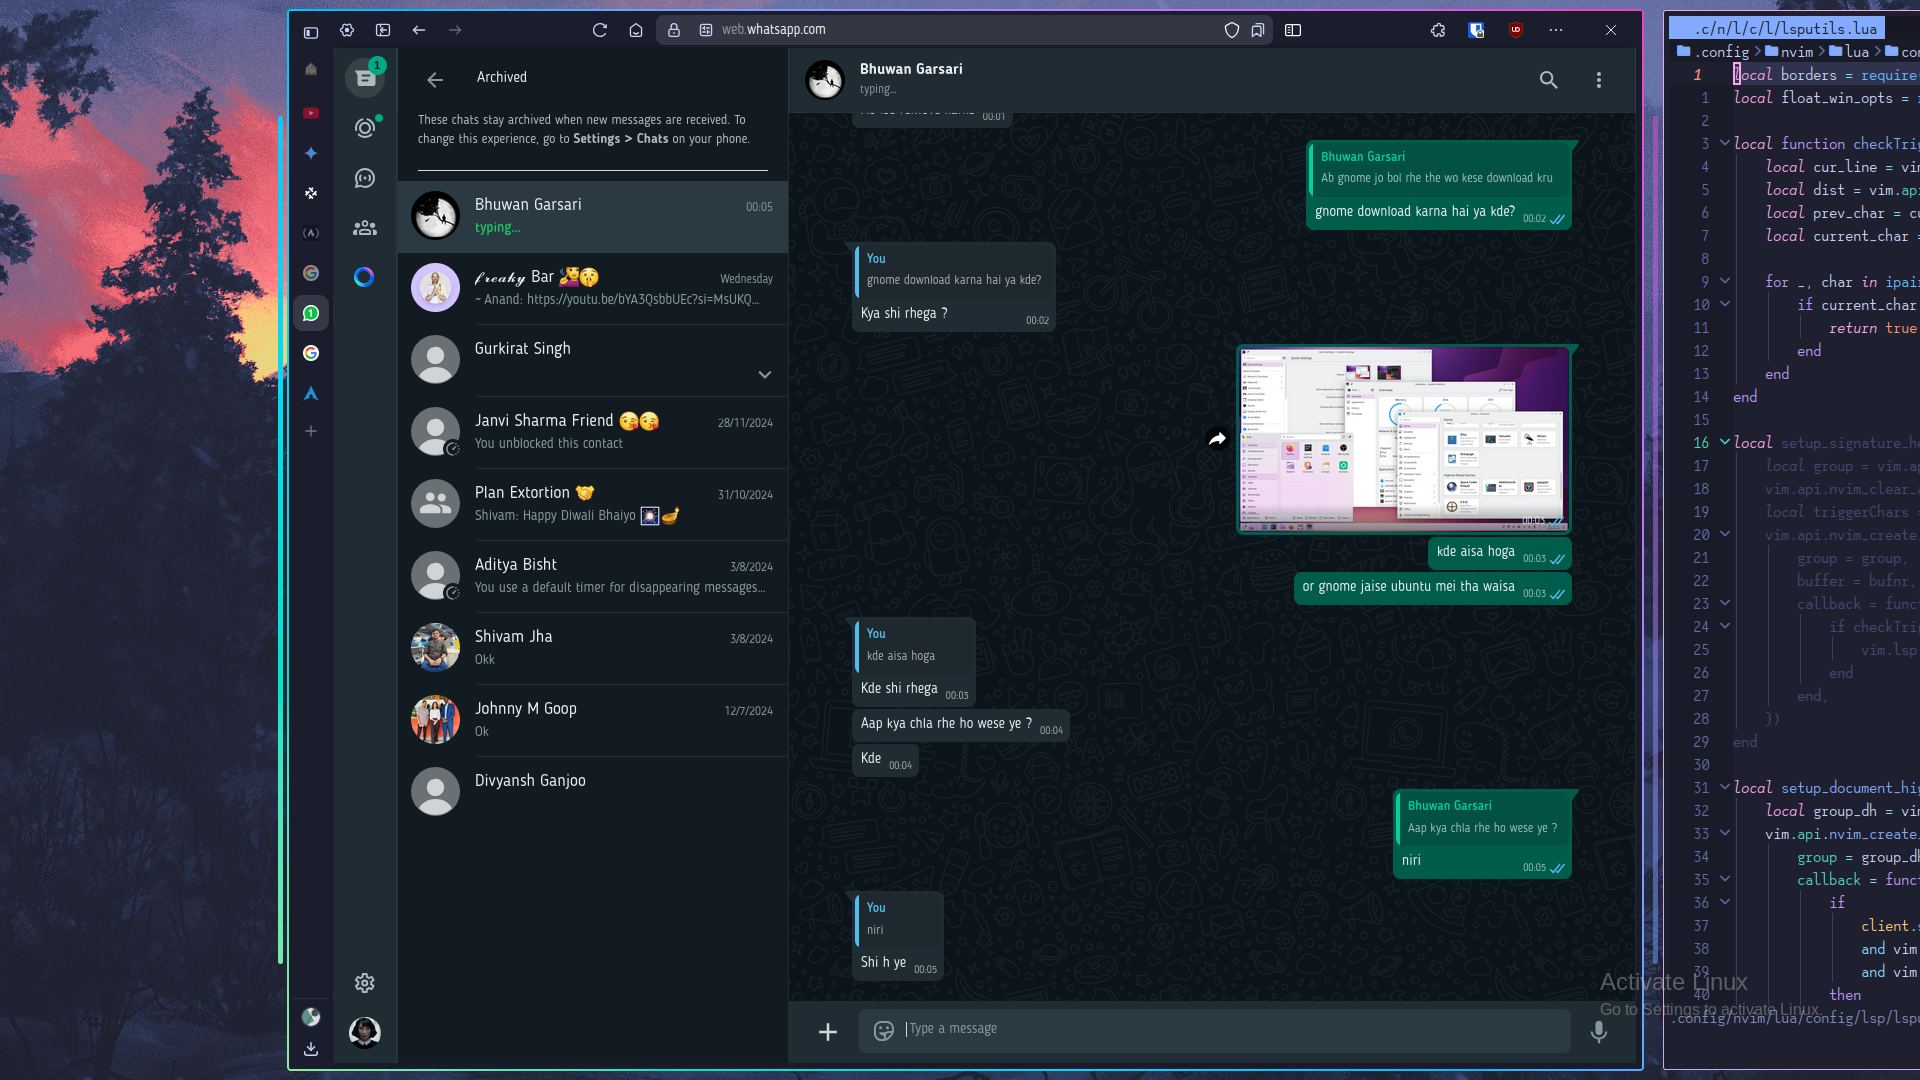 web.whatsapp.com
1
Archived
These chats stay archived when new messages are received. To
change this experience, go to Settings > Chats on your phone.
Bhuwan Garsari
00:05
typing...
𝒻𝓇𝑒𝒶𝓀𝓎 Bar
Wednesday
~ Anand: https://youtu.be/bYA3QsbbUEc?si=MsUKQ...
Gurkirat Singh
Janvi Sharma Friend 😘😘
28/11/2024
You unblocked this contact
Plan Extortion 🤝
31/10/2024
Shivam: Happy Diwali Bhaiyo 🎆🪔
Aditya Bisht
3/8/2024
You use a default timer for disappearing messages...
Shivam Jha
3/8/2024
Okk
Johnny M Goop
12/7/2024
Ok
Divyansh Ganjoo
Bhuwan Garsari
typing...
00:01
Bhuwan Garsari
Ab gnome jo bol rhe the wo kese download kru
gnome download karna hai ya kde? 00:02
You
gnome download karna hai ya kde?
Kya shi rhega ? 00:02
00:03
kde aisa hoga 00:03
or gnome jaise ubuntu mei tha waisa 00:03
You
kde aisa hoga
Kde shi rhega 00:03
Aap kya chla rhe ho wese ye ? 00:04
Kde 00:04
Bhuwan Garsari
Aap kya chla rhe ho wese ye ?
niri 00:05
You
niri
Shi h ye 00:05
Type a message
.c/n/l/c/l/lsputils.lua
.config > nvim > lua >
1 local borders = require
1 local float_win_opts =
2
3 local function checkTri
4 local cur_line = vi
5 local dist = vim.api
6 local prev_char = c
7 local current_char =
8
9 for _, char in ipai
10 if current_char
11 return true
12 end
13 end
14 end
15
16 local setup_signature_he
17 local group = vim.a
18 vim.api.nvim_clear_
19 local triggerChars =
20 vim.api.nvim_create_
21 group = group,
22 buffer = bufnr,
23 callback = funct
24 if checkTri
25 vim.lsp
26 end
27 end,
28 })
29 end
30
31 local setup_document_hi
32 local group_dh = vi
33 vim.api.nvim_create_
34 group = group_d
35 callback = funct
36 if
37 client.
38 and vim
39 and vim
40 then
.config/nvim/lua/config/lsp/lspu
Activate Linux
Go to Settings to activate Linux.